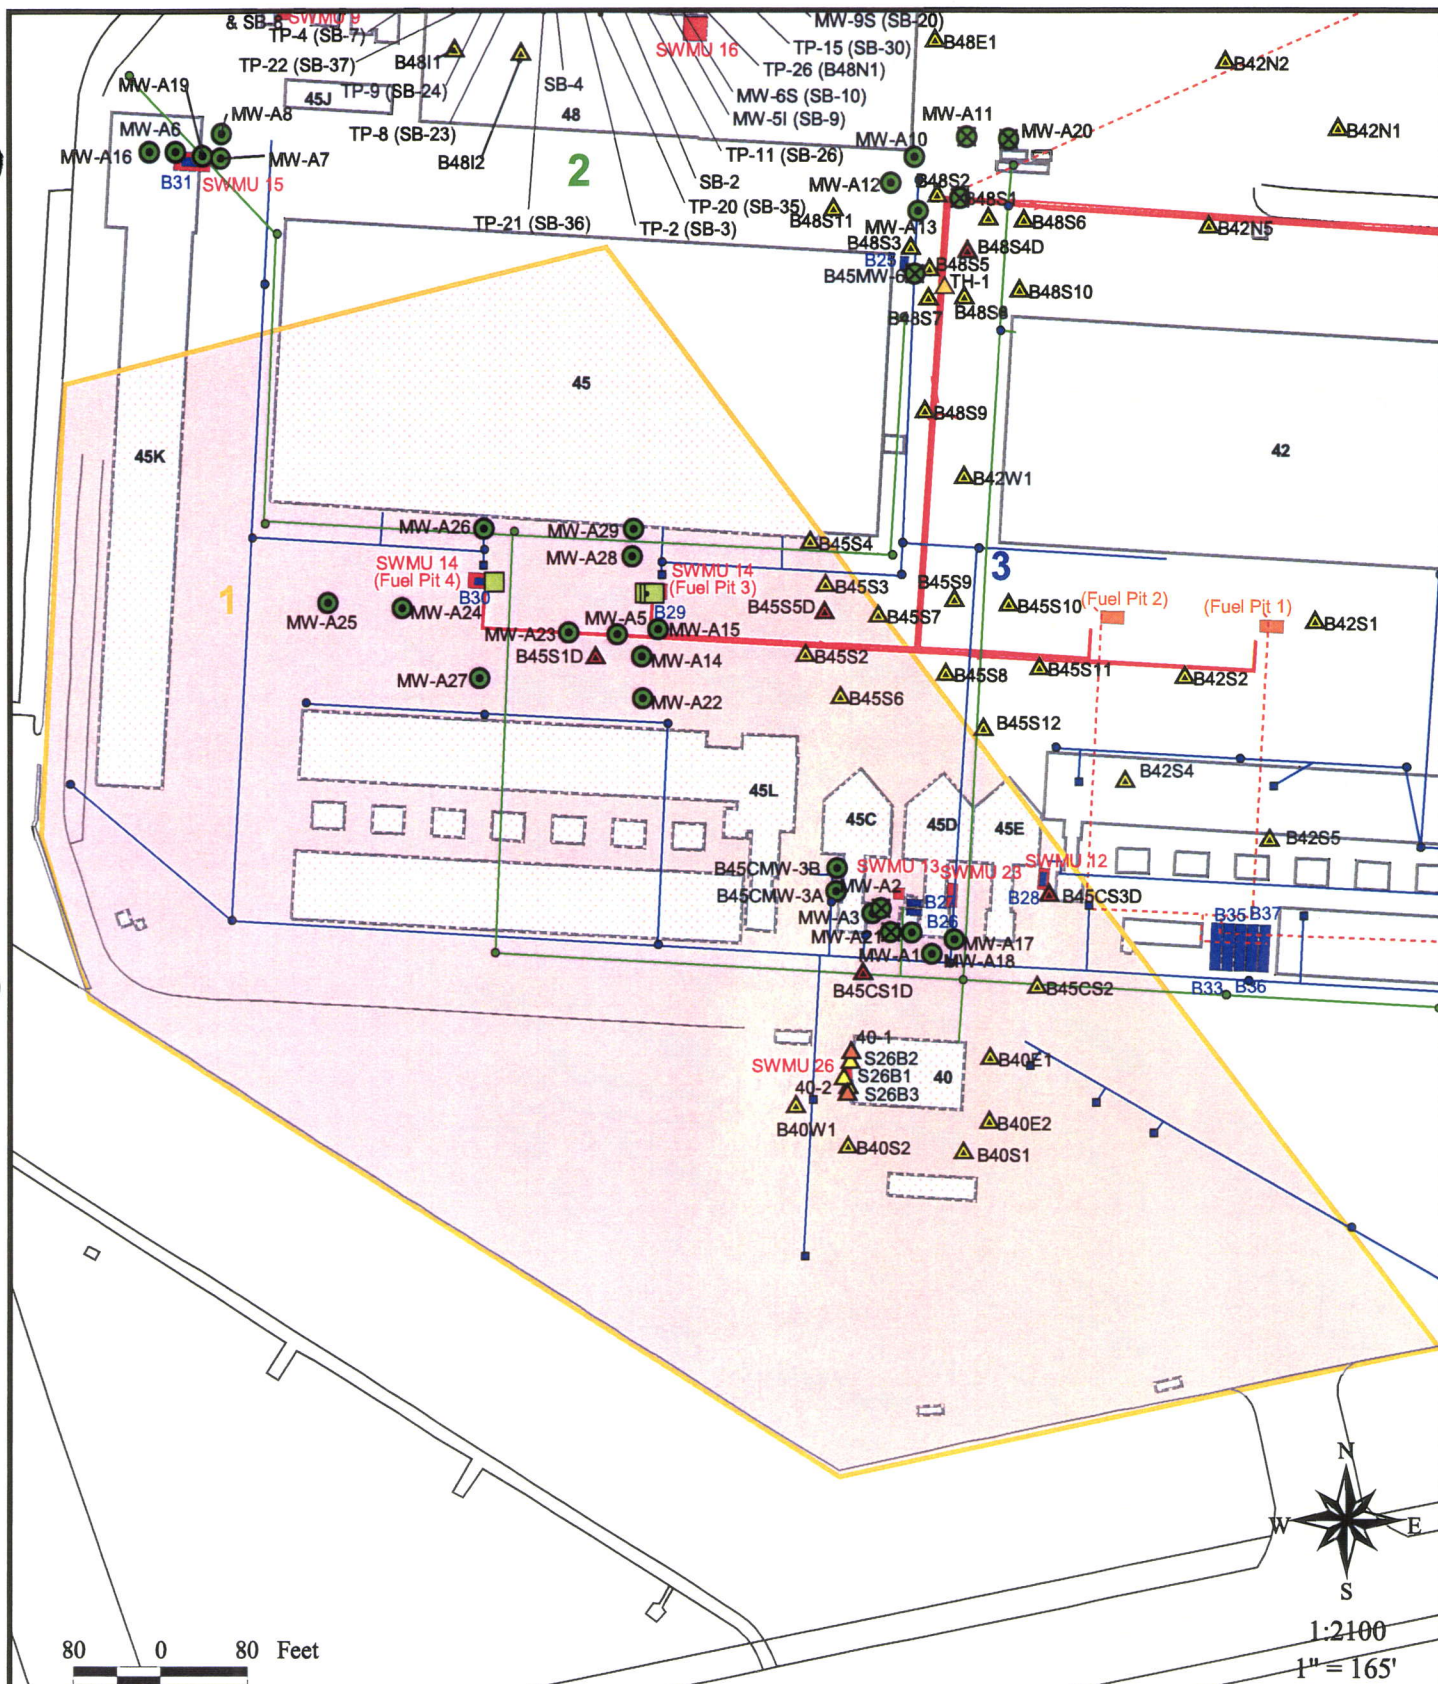 & SB-8
SWMU 9
TP-4 (SB-7)
TP-22 (SB-37)
B48I1
TP-9 (SB-24)
TP-8 (SB-23)
B48I2
SB-4
48
45J
MW-9S (SB-20)
TP-15 (SB-30)
TP-26 (B48N1)
MW-6S (SB-10)
MW-5I (SB-9)
TP-11 (SB-26)
SB-2
TP-20 (SB-35)
TP-2 (SB-3)
TP-21 (SB-36)
SWMU 16
B48E1
B42N2
B42N1
MW-A19
MW-A8
MW-A6
MW-A16
MW-A7
B31
SWMU 15
2
MW-A11
MW-A20
MW-A10
MW-A12
B48S2
B48S1
B48S11
MW-A13
B48S6
B42N5
B48S3
B48S4D
B25
B48S5
B45MW-6
TH-1
B48S10
B48S7
B48S8
45
B48S9
45K
42
B42W1
MW-A26
MW-A29
MW-A28
B45S4
SWMU 14
(Fuel Pit 4)
SWMU 14
(Fuel Pit 3)
3
B45S3
B45S9
B30
B29
B45S5D
B45S7
B45S10
(Fuel Pit 2)
(Fuel Pit 1)
B42S1
1
MW-A25
MW-A24
MW-A5
MW-A23
MW-A15
B45S1D
MW-A14
B45S2
B45S11
B45S8
B42S2
MW-A27
MW-A22
B45S6
B45S12
B42S4
45L
45C
45D
45E
B42S5
B45CMW-3B
SWMU 13
SWMU 23
SWMU 12
B45CMW-3A
MW-A2
B27
B28
B45CS3D
MW-A3
B26
B35
B37
MW-A21
MW-A17
MW-A1
MW-A18
B45CS1D
B45CS2
B33
B36
40-1
S26B2
SWMU 26
S26B1
40
B40E1
40-2
S26B3
B40W1
B40E2
B40S2
B40S1
N
W
E
S
1:2100
1" = 165'
80 0 80 Feet